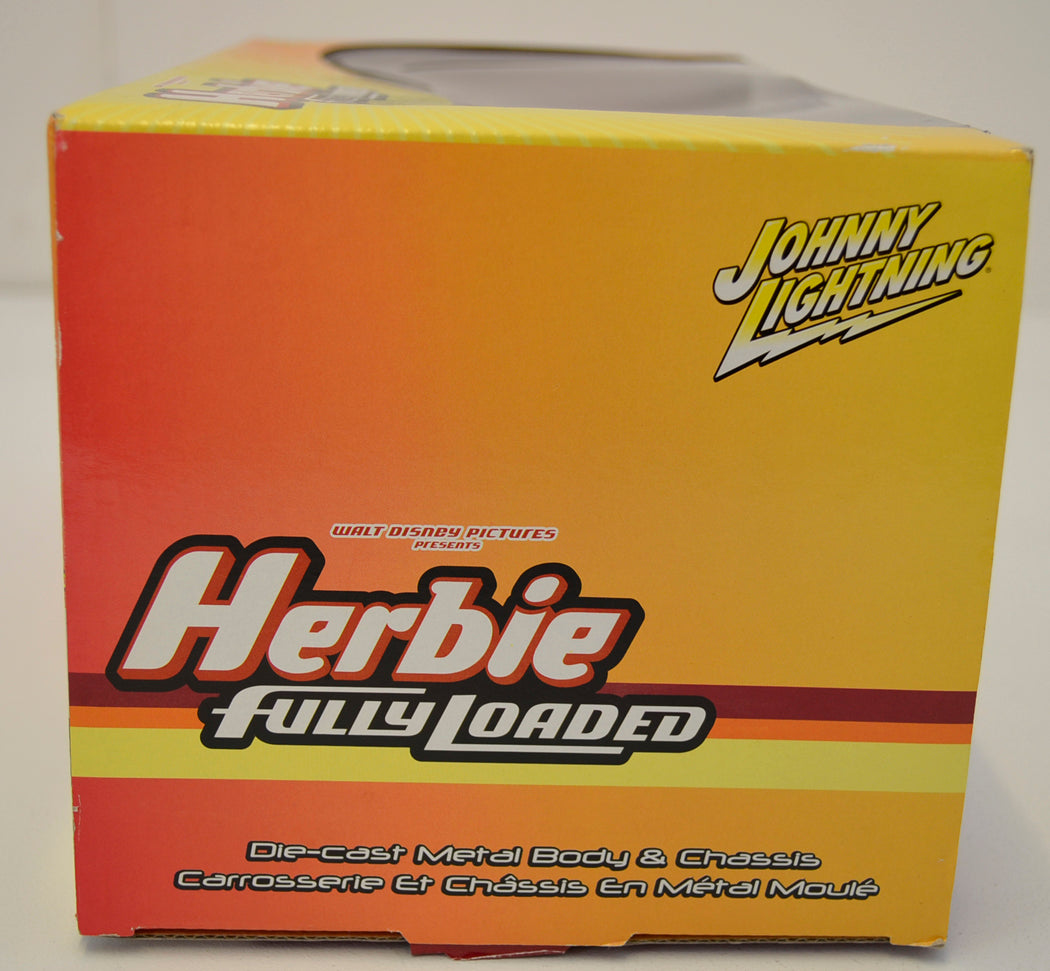 Herbie
JOHNNY
LIGHTNING
WALT DISNEY PICTURES
PRESENTS
Herbie
FULLY LOADED
Die-cast Metal Body & Chassis
Carrosserie Et Châssis En Métal Moulé